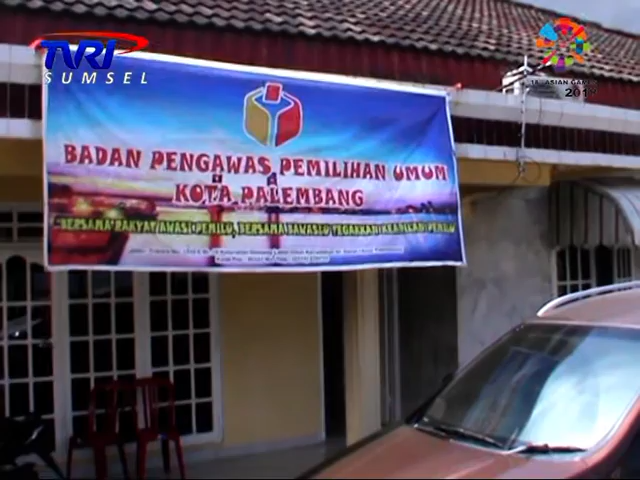 TVRI
SUMSEL
18th ASIAN GAMES
2018
BADAN PENGAWAS PEMILIHAN UMUM
KOTA PALEMBANG
"BERSAMA RAKYAT AWASI PEMILU, BERSAMA BAWASLU TEGAKKAN KEADILAN PEMILU"